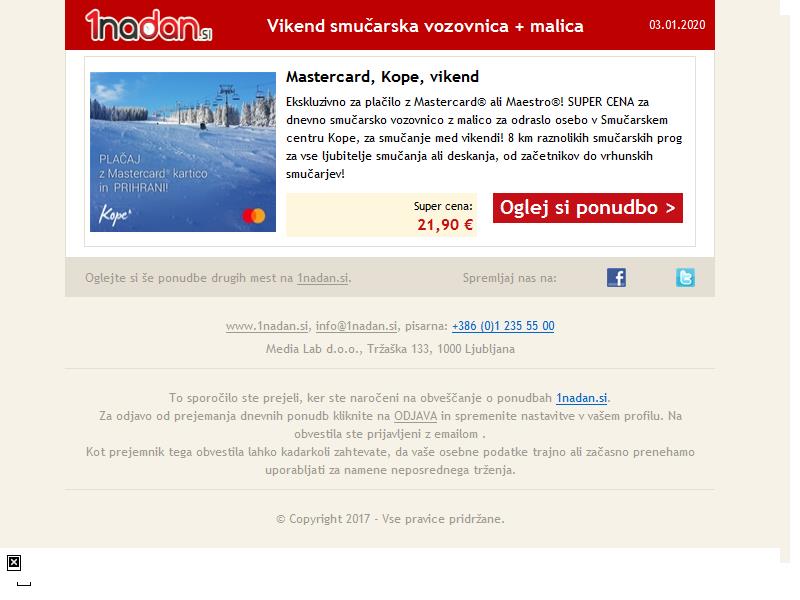 1nadan.si
Vikend smučarska vozovnica + malica
03.01.2020
Mastercard, Kope, vikend
Ekskluzivno za plačilo z Mastercard® ali Maestro®! SUPER CENA za
dnevno smučarsko vozovnico z malico za odraslo osebo v Smučarskem
centru Kope, za smučanje med vikendi! 8 km raznolikih smučarskih prog
za vse ljubitelje smučanja ali deskanja, od začetnikov do vrhunskih
smučarjev!
PLAČAJ
z Mastercard® kartico
in PRIHRANI!
Kope
Super cena:
21,90 €
Oglej si ponudbo >
Oglejte si še ponudbe drugih mest na 1nadan.si.
Spremljaj nas na:
www.1nadan.si, info@1nadan.si, pisarna: +386 (0)1 235 55 00
Media Lab d.o.o., Tržaška 133, 1000 Ljubljana
To sporočilo ste prejeli, ker ste naročeni na obveščanje o ponudbah 1nadan.si.
Za odjavo od prejemanja dnevnih ponudb kliknite na ODJAVA in spremenite nastavitve v vašem profilu. Na
obvestila ste prijavljeni z emailom .
Kot prejemnik tega obvestila lahko kadarkoli zahtevate, da vaše osebne podatke trajno ali začasno prenehamo
uporabljati za namene neposrednega trženja.
© Copyright 2017 - Vse pravice pridržane.